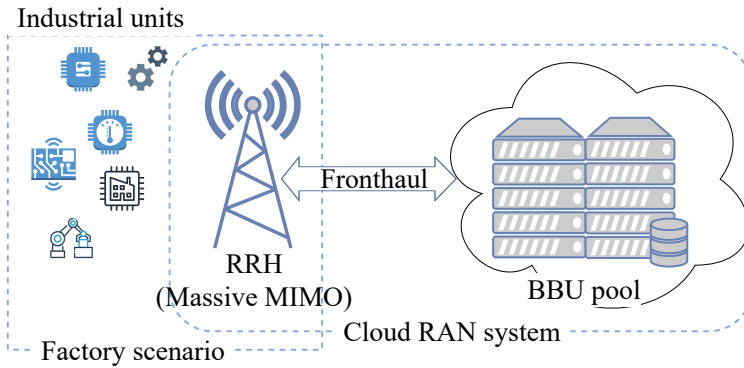 Industrial units
Fronthaul
RRH
(Massive MIMO)
BBU pool
Cloud RAN system
Factory scenario